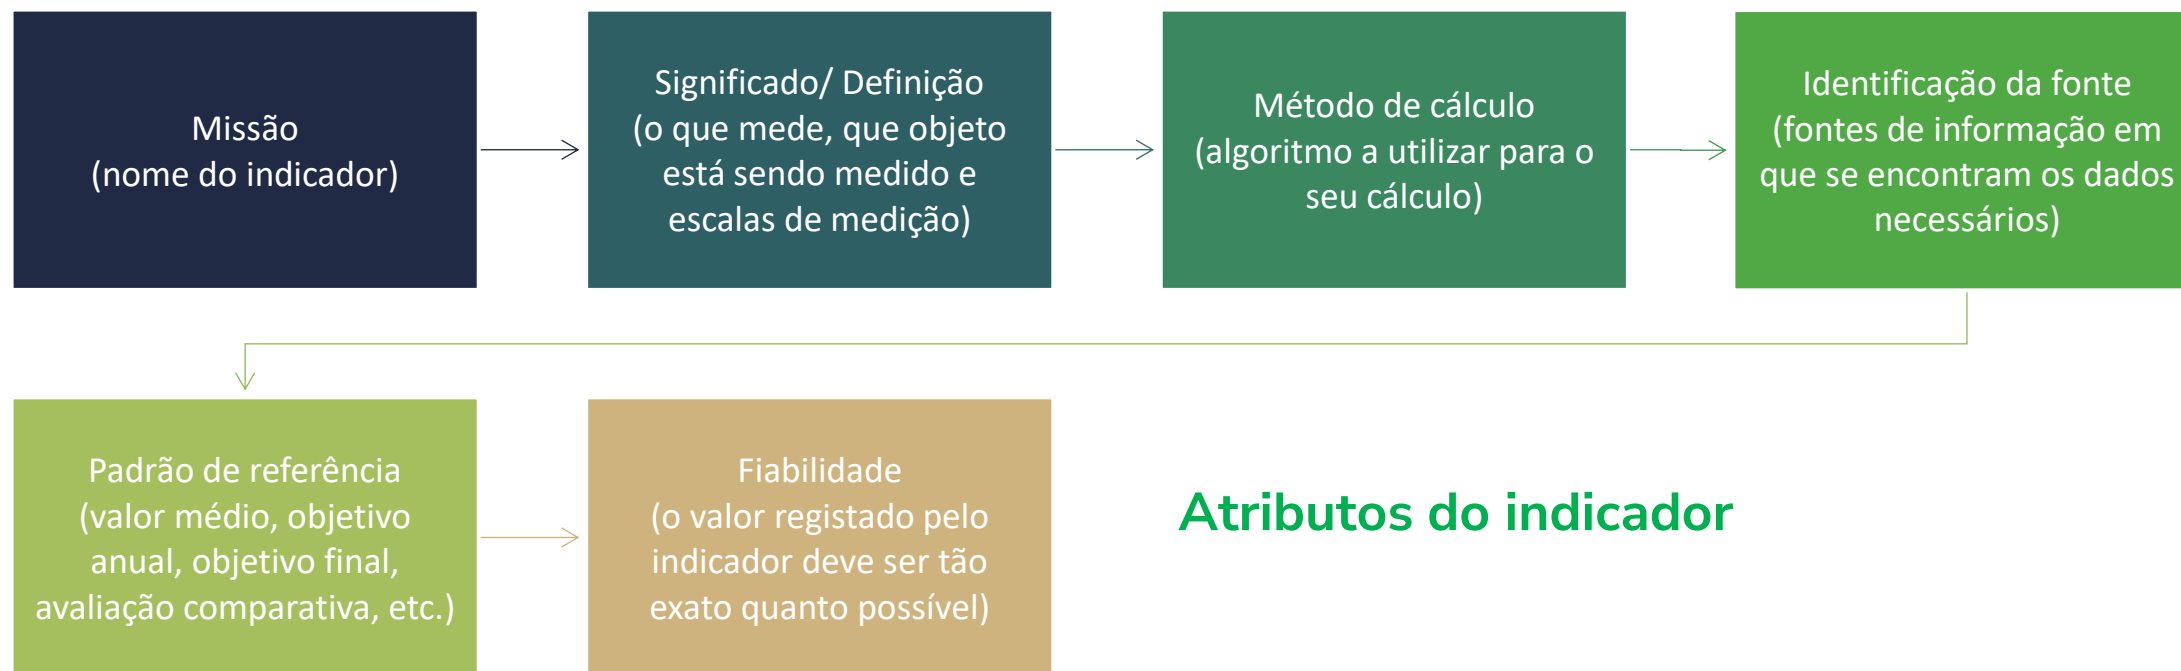 Missão
(nome do indicador)
Significado/ Definição
(o que mede, que objeto
está sendo medido e
escalas de medição)
Método de cálculo
(algoritmo a utilizar para o
seu cálculo)
Identificação da fonte
(fontes de informação em
que se encontram os dados
necessários)
Padrão de referência
(valor médio, objetivo
anual, objetivo final,
avaliação comparativa, etc.)
Fiabilidade
(o valor registado pelo
indicador deve ser tão
exato quanto possível)
Atributos do indicador